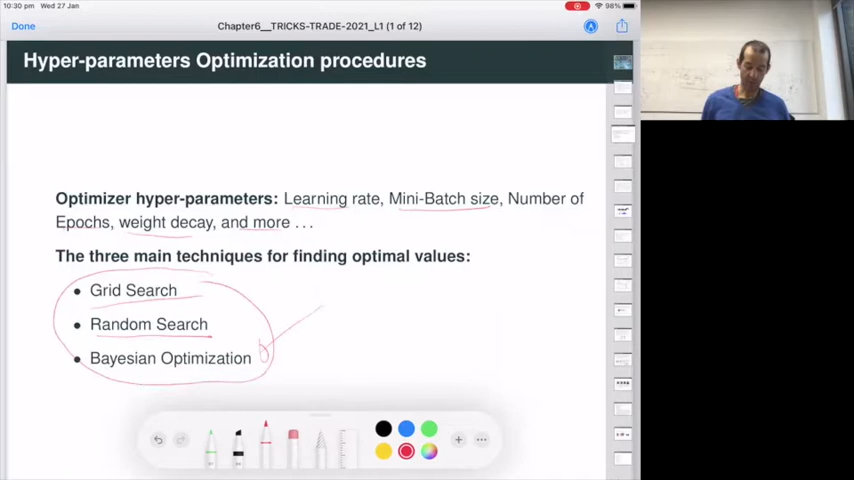 10:30 pm Wed 27 Jan
98%
Done
Chapter6__TRICKS-TRADE-2021_L1 (1 of 12)
Hyper-parameters Optimization procedures
Optimizer hyper-parameters: Learning rate, Mini-Batch size, Number of
Epochs, weight decay, and more ...
The three main techniques for finding optimal values:
• Grid Search
• Random Search
• Bayesian Optimization